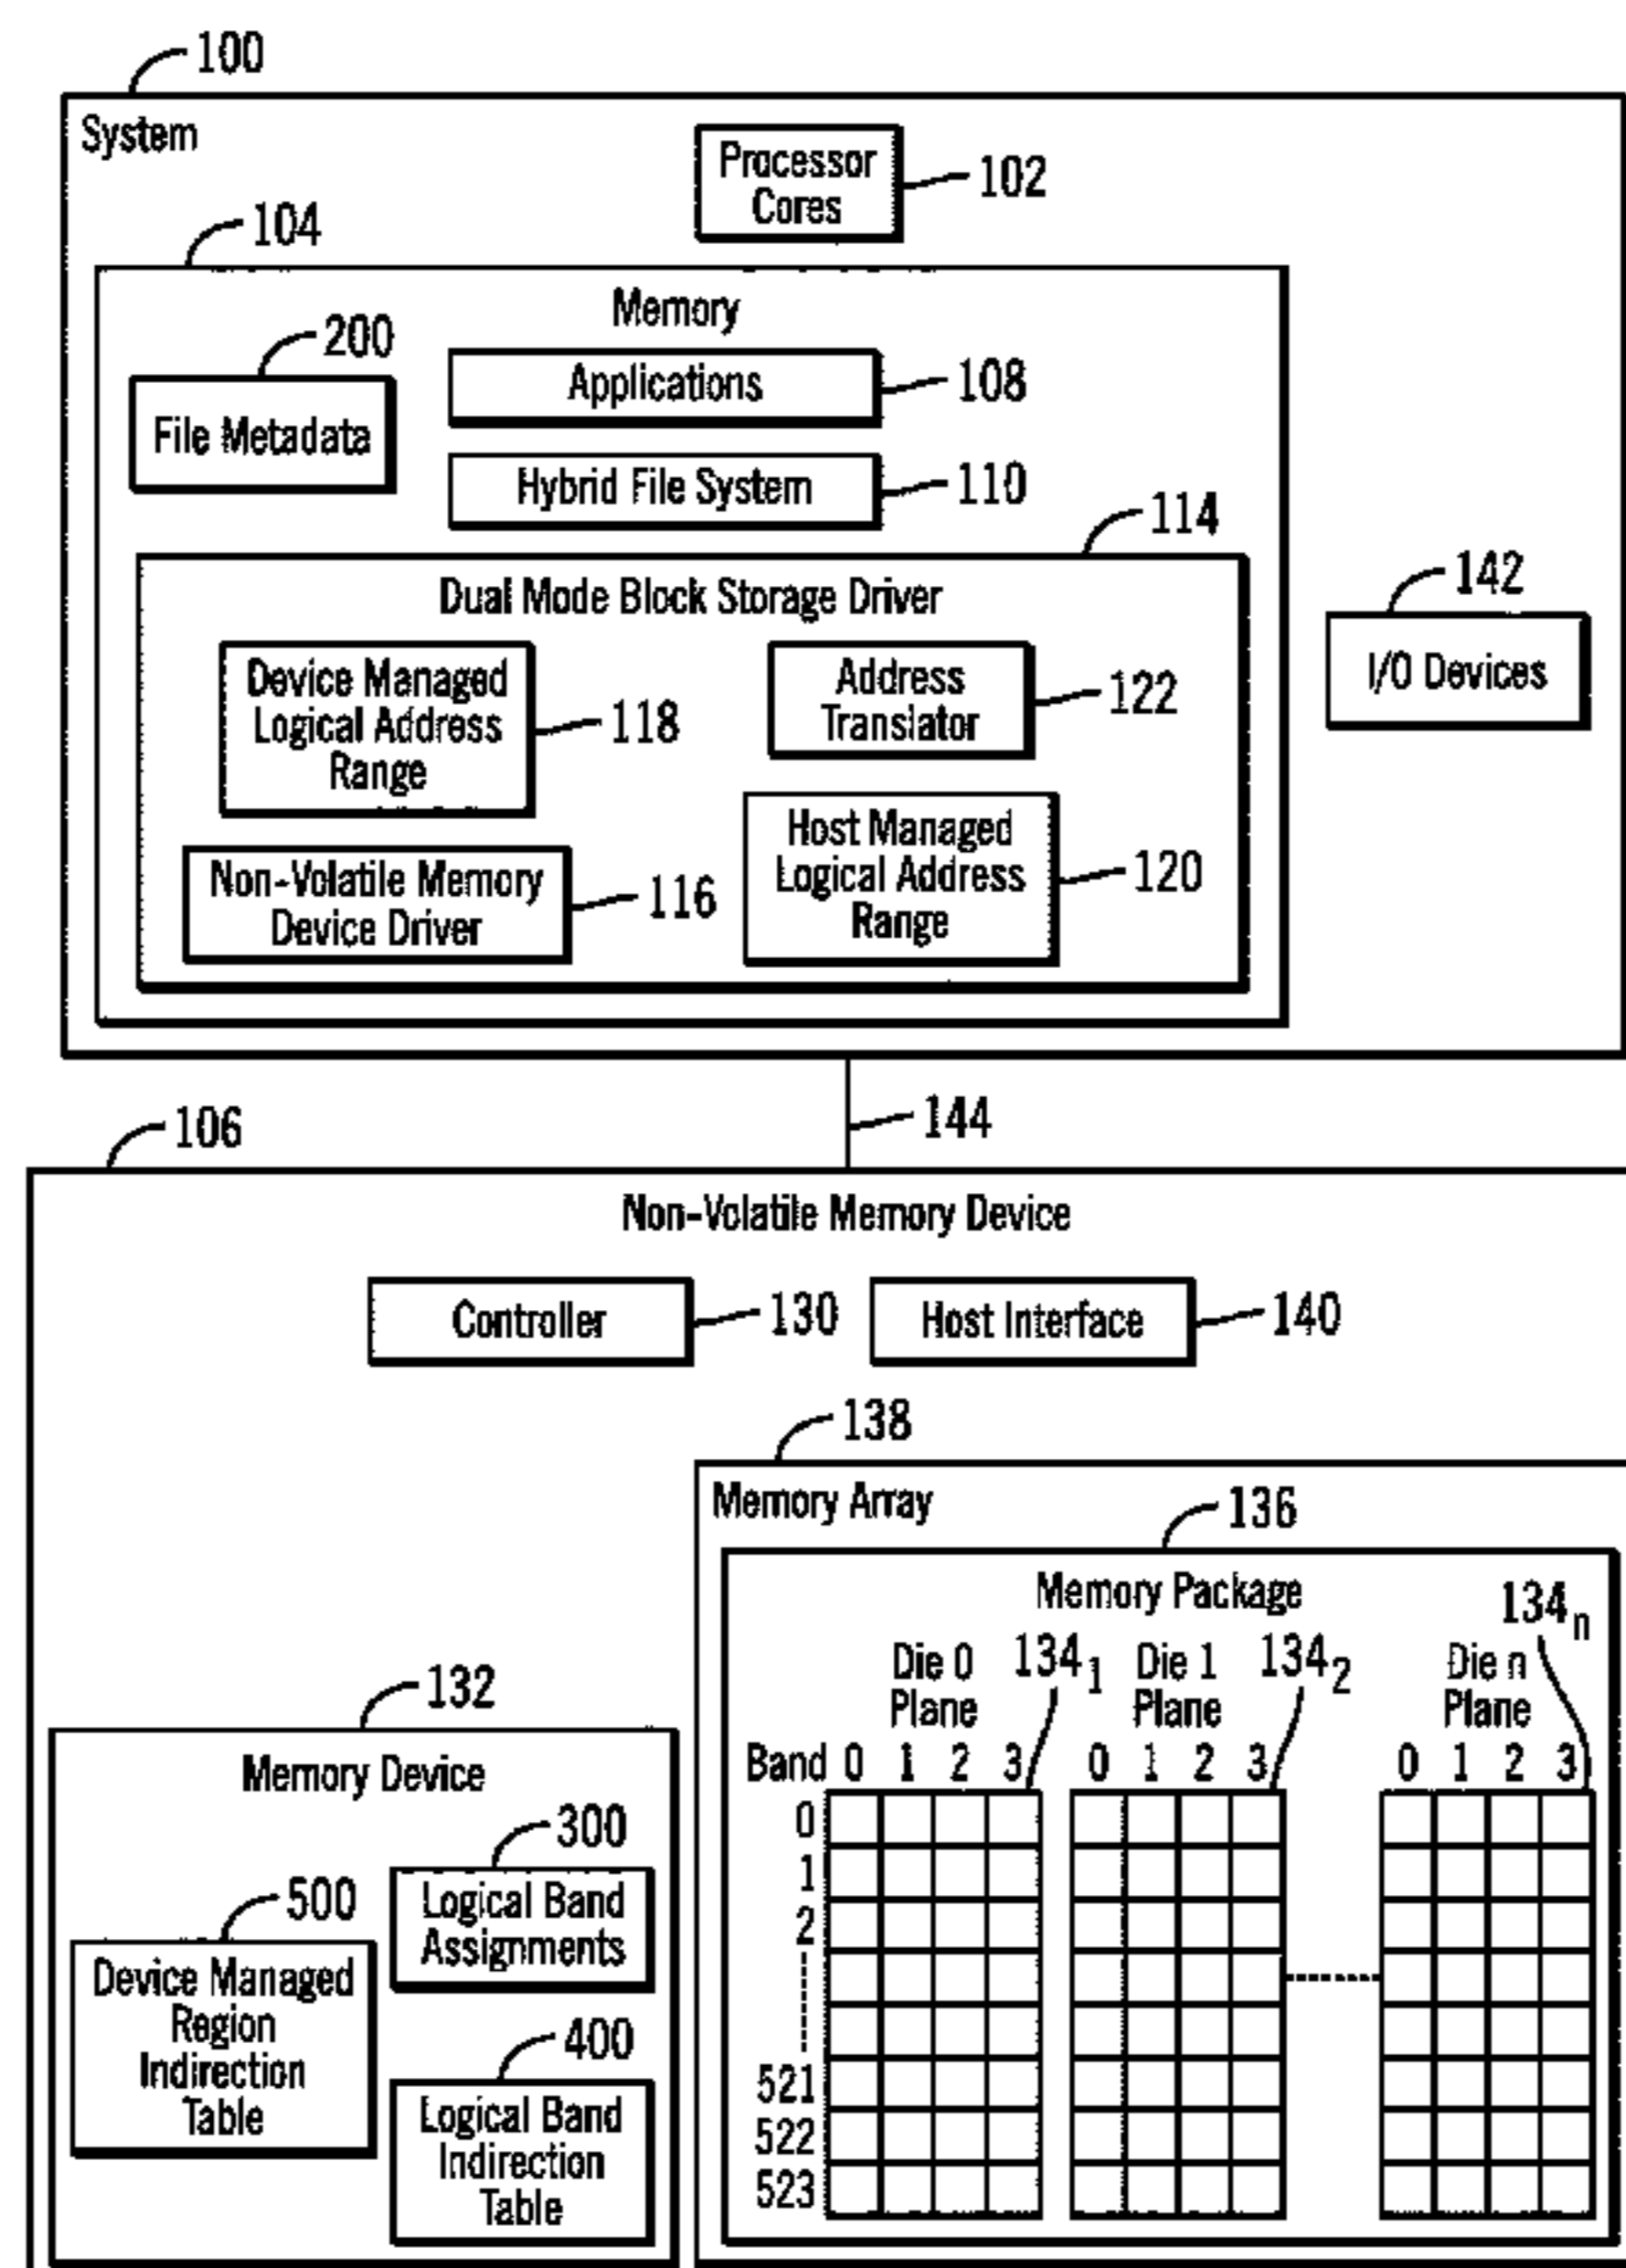 100
System
Processor
Cores
102
104
Memory
200
File Metadata
Applications
108
Hybrid File System
110
114
Dual Mode Block Storage Driver
Device Managed
Logical Address
Range
118
Address
Translator
122
Non-Volatile Memory
Device Driver
116
Host Managed
Logical Address
Range
120
142
I/O Devices
144
106
Non-Volatile Memory Device
Controller
130
Host Interface
140
138
Memory Array
136
Memory Package
Die 0
Plane
134₁
Die 1
Plane
134₂
Die n
Plane
134ₙ
Band 0 1 2 3 0 1 2 3 0 1 2 3
0
1
2
521
522
523
132
Memory Device
300
Logical Band
Assignments
500
Device Managed
Region
Indirection
Table
400
Logical Band
Indirection
Table